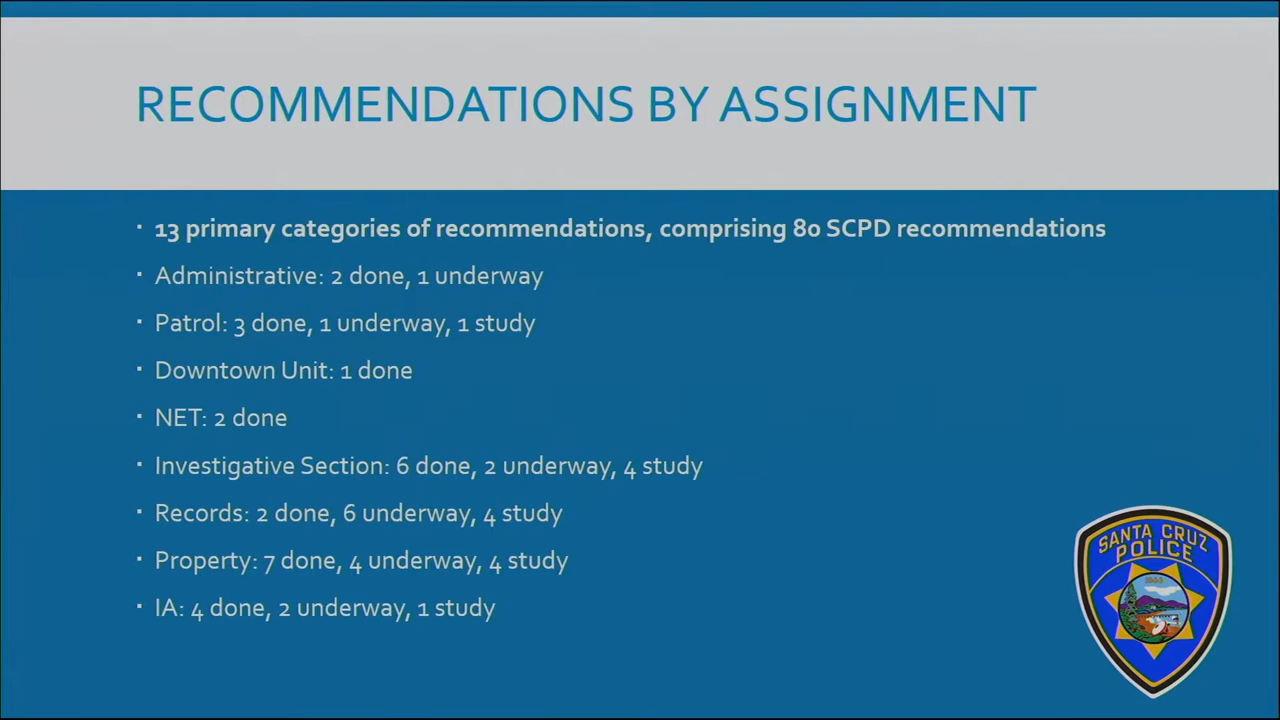 RECOMMENDATIONS BY ASSIGNMENT
· 13 primary categories of recommendations, comprising 80 SCPD recommendations
· Administrative: 2 done, 1 underway
· Patrol: 3 done, 1 underway, 1 study
· Downtown Unit: 1 done
· NET: 2 done
· Investigative Section: 6 done, 2 underway, 4 study
· Records: 2 done, 6 underway, 4 study
· Property: 7 done, 4 underway, 4 study
· IA: 4 done, 2 underway, 1 study
SANTA CRUZ
POLICE